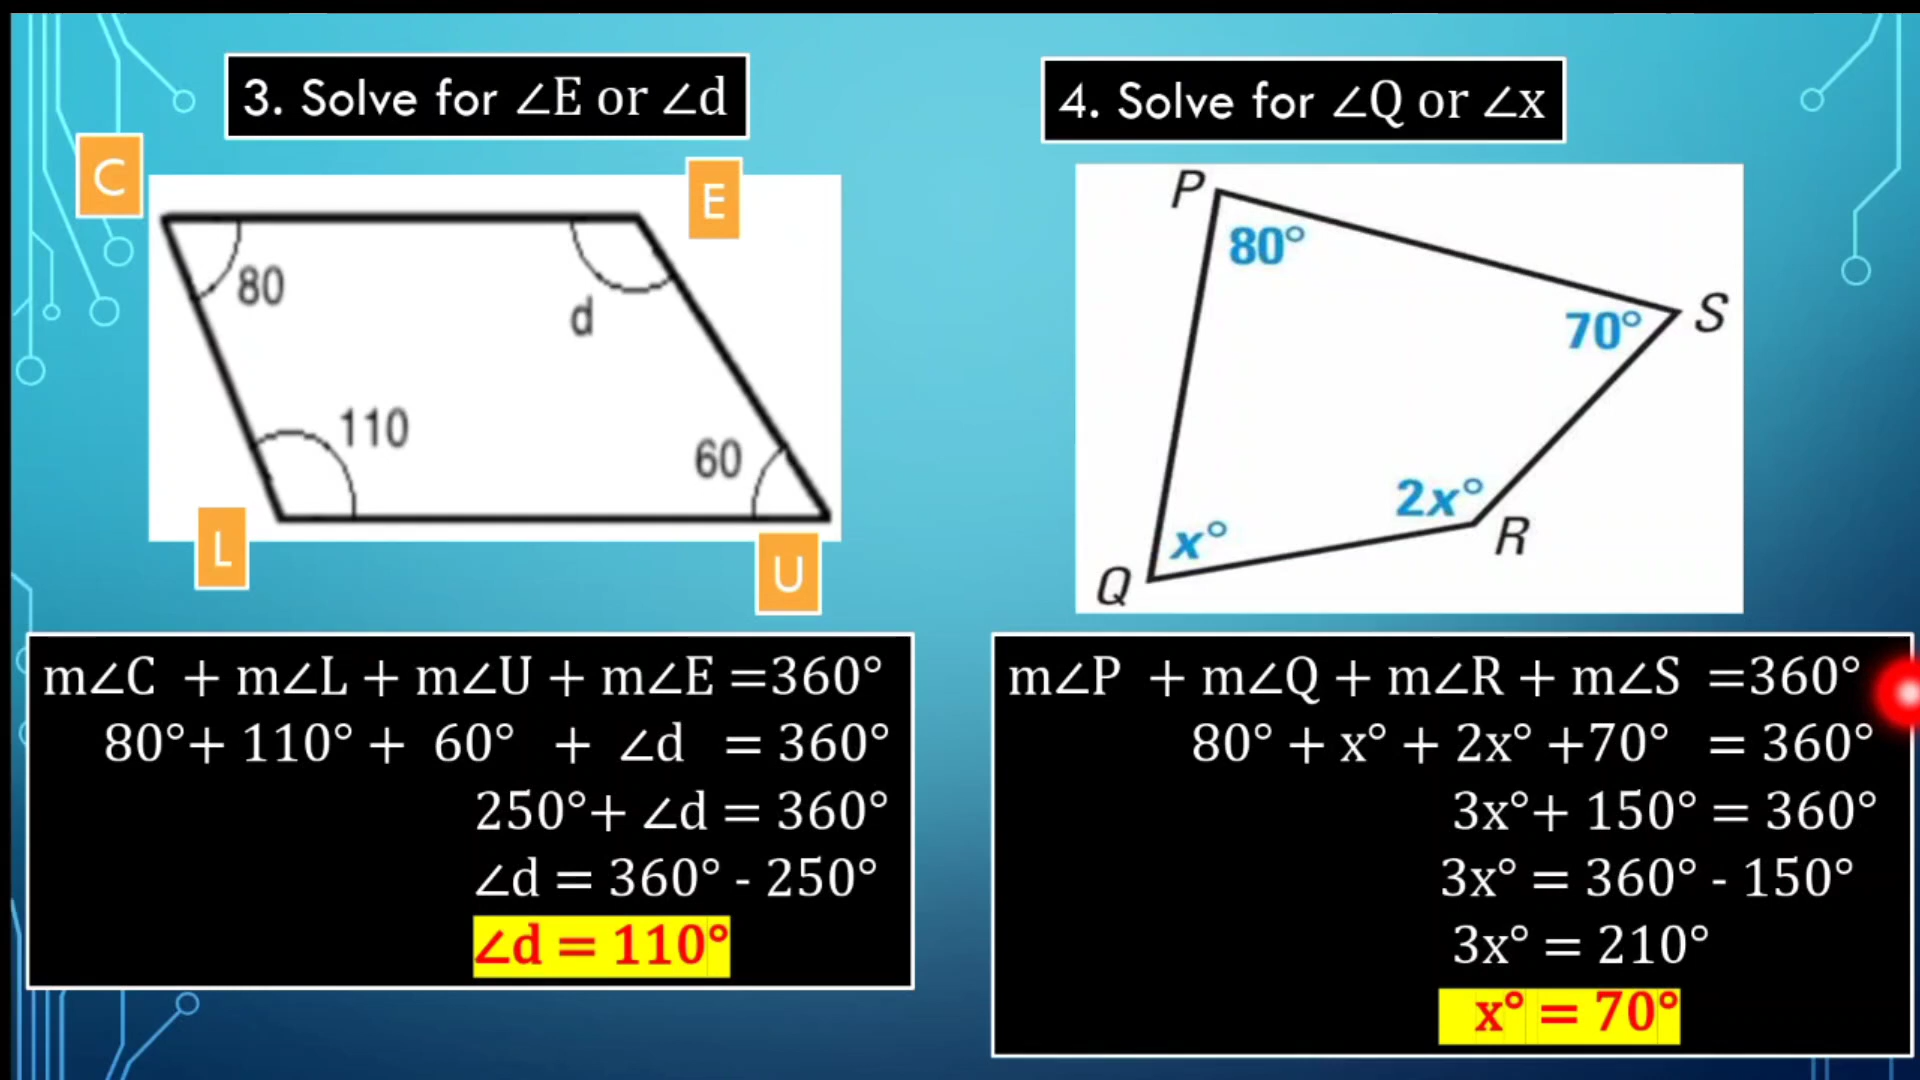 3. Solve for ∠E or ∠d
C
E
80
d
110
60
L
U
m∠C + m∠L + m∠U + m∠E =360°
80°+ 110° + 60° + ∠d = 360°
250°+ ∠d = 360°
∠d = 360° - 250°
∠d = 110°
4. Solve for ∠Q or ∠x
P
80°
S
70°
2x°
R
x°
Q
m∠P + m∠Q + m∠R + m∠S =360°
80° + x° + 2x° +70° = 360°
3x°+ 150° = 360°
3x° = 360° - 150°
3x° = 210°
x° = 70°